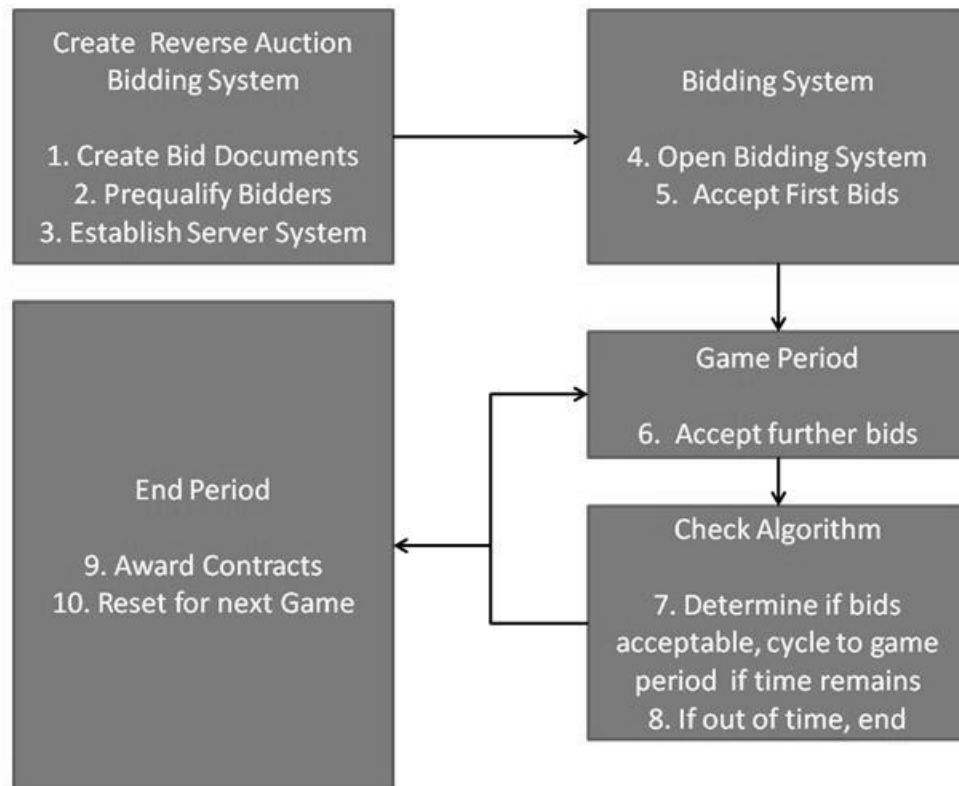 Create Reverse Auction
Bidding System
1. Create Bid Documents
2. Prequalify Bidders
3. Establish Server System
Bidding System
4. Open Bidding System
5. Accept First Bids
Game Period
6. Accept further bids
Check Algorithm
7. Determine if bids
acceptable, cycle to game
period if time remains
8. If out of time, end
End Period
9. Award Contracts
10. Reset for next Game